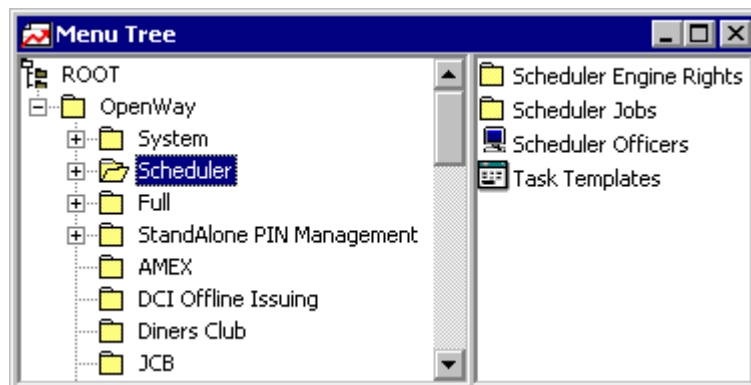 Menu Tree
ROOT
OpenWay
System
Scheduler
Full
StandAlone PIN Management
AMEX
DCI Offline Issuing
Diners Club
JCB
Scheduler Engine Rights
Scheduler Jobs
Scheduler Officers
Task Templates